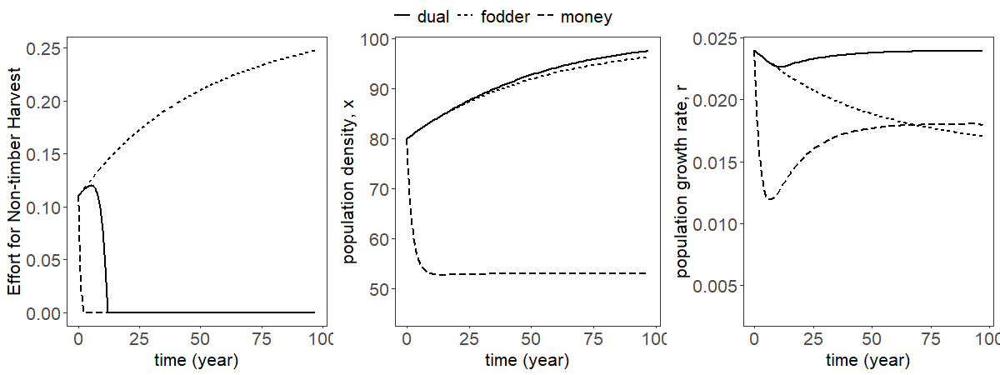 dual fodder money
Effort for Non-timber Harvest
0.25
0.20
0.15
0.10
0.05
0.00
0 25 50 75 100
time (year)
population density, x
100
90
80
70
60
50
0 25 50 75 100
time (year)
population growth rate, r
0.025
0.020
0.015
0.010
0.005
0 25 50 75 100
time (year)